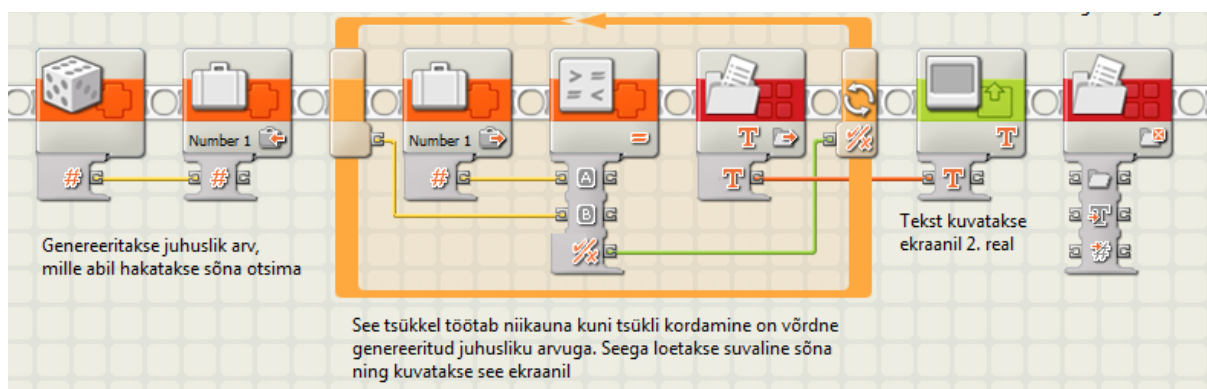 Number 1
Number 1
Genereeritakse juhuslik arv,
mille abil hakatakse sõna otsima
A
B
Tekst kuvatakse
ekraanil 2. real
See tsükkel töötab niikauna kuni tsükli kordamine on võrdne
genereeritud juhusliku arvuga. Seega loetakse suvaline sõna
ning kuvatakse see ekraanil